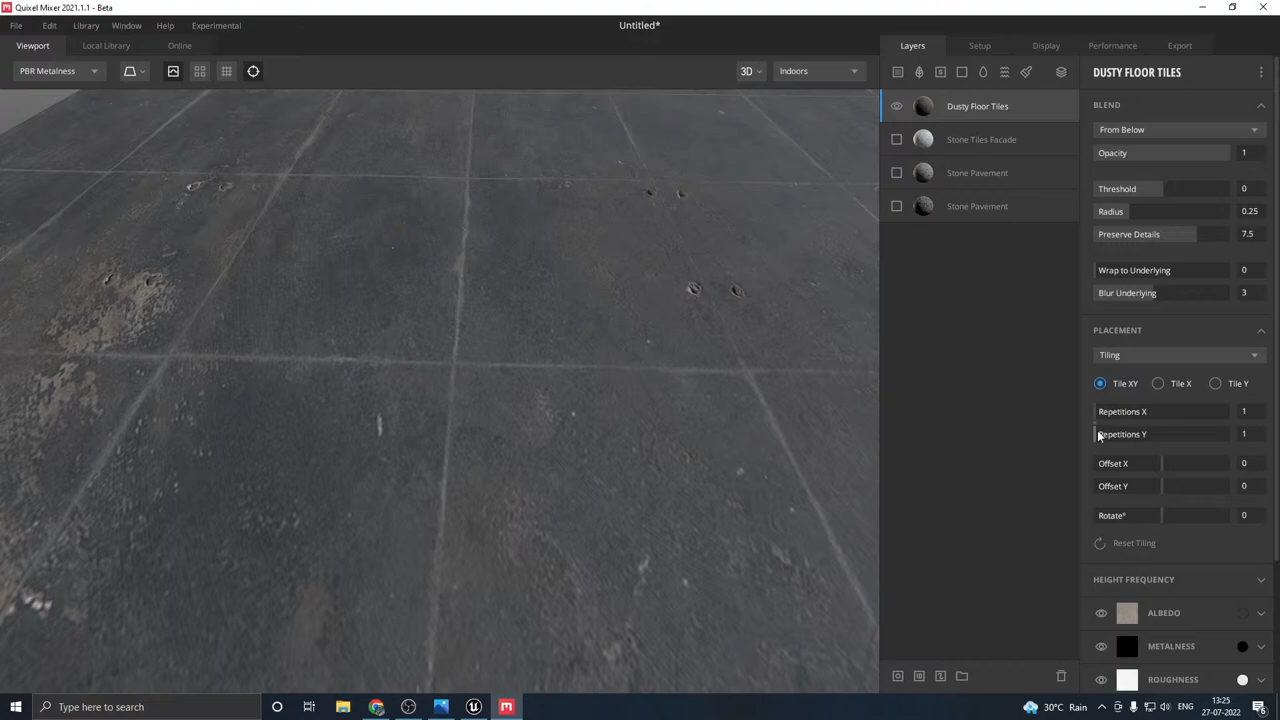 Quixel Mixer 2021.1.1 - Beta
File Edit Library Window Help Experimental
Untitled*
Viewport Local Library Online
Layers Setup Display Performance Export
PBR Metalness
3D
Indoors
DUSTY FLOOR TILES
Dusty Floor Tiles
Stone Tiles Facade
Stone Pavement
Stone Pavement
BLEND
From Below
Opacity 1
Threshold 0
Radius 0.25
Preserve Details 7.5
Wrap to Underlying 0
Blur Underlying 3
PLACEMENT
Tiling
Tile XY Tile X Tile Y
Repetitions X 1
Repetitions Y 1
Offset X 0
Offset Y 0
Rotate° 0
Reset Tiling
HEIGHT FREQUENCY
ALBEDO
METALNESS
ROUGHNESS
Type here to search
30°C Rain
ENG
13:25
27-07-2022
6